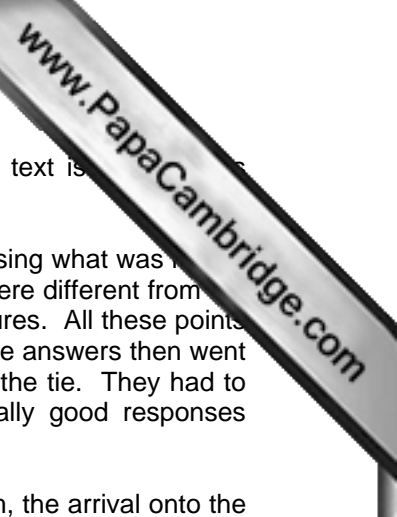 www.PapaCambridge.com
text is
sing what was
ere different from
ures. All these points
e answers then went
the tie. They had to
ally good responses
n, the arrival onto the